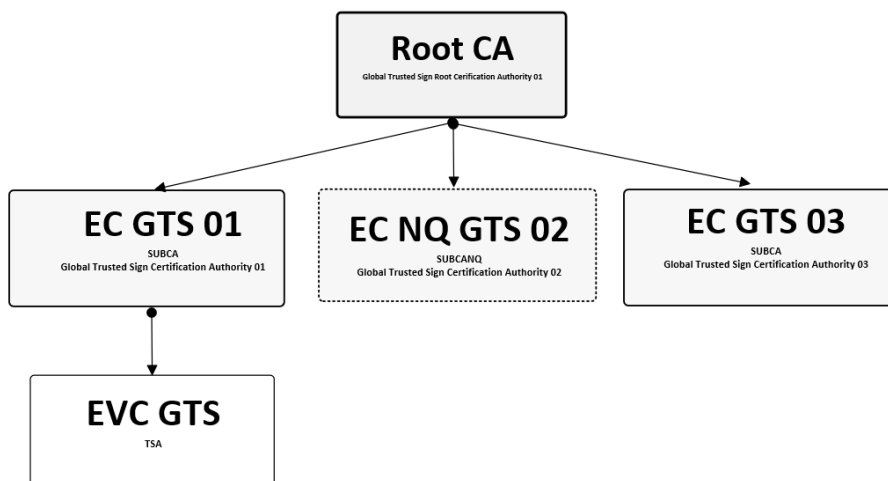 Root CA
Global Trusted Sign Root Cerification Authority 01
EC GTS 01
SUBCA
Global Trusted Sign Certification Authority 01
EC NQ GTS 02
SUBCANQ
Global Trusted Sign Certification Authority 02
EC GTS 03
SUBCA
Global Trusted Sign Certification Authority 03
EVC GTS
TSA